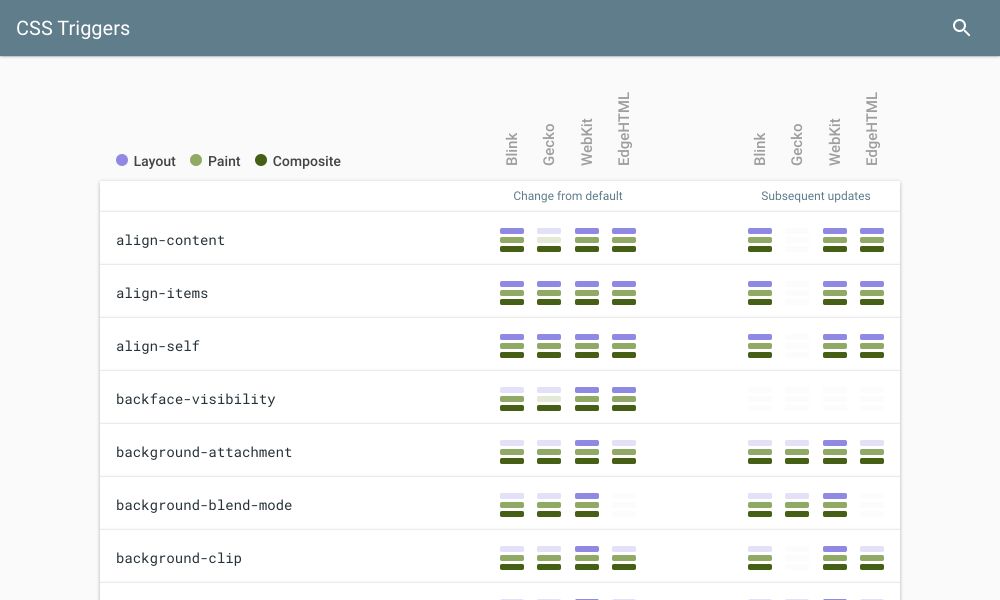 CSS Triggers
Blink Gecko WebKit EdgeHTML Blink Gecko WebKit EdgeHTML
Layout Paint Composite
Change from default Subsequent updates
align-content
align-items
align-self
backface-visibility
background-attachment
background-blend-mode
background-clip